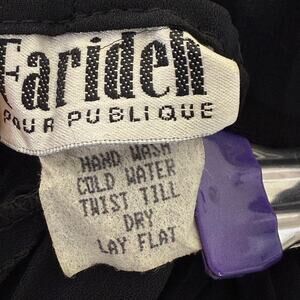 Farideh
POUR PUBLIQUE
HAND WASH
COLD WATER
TWIST TILL
DRY
LAY FLAT